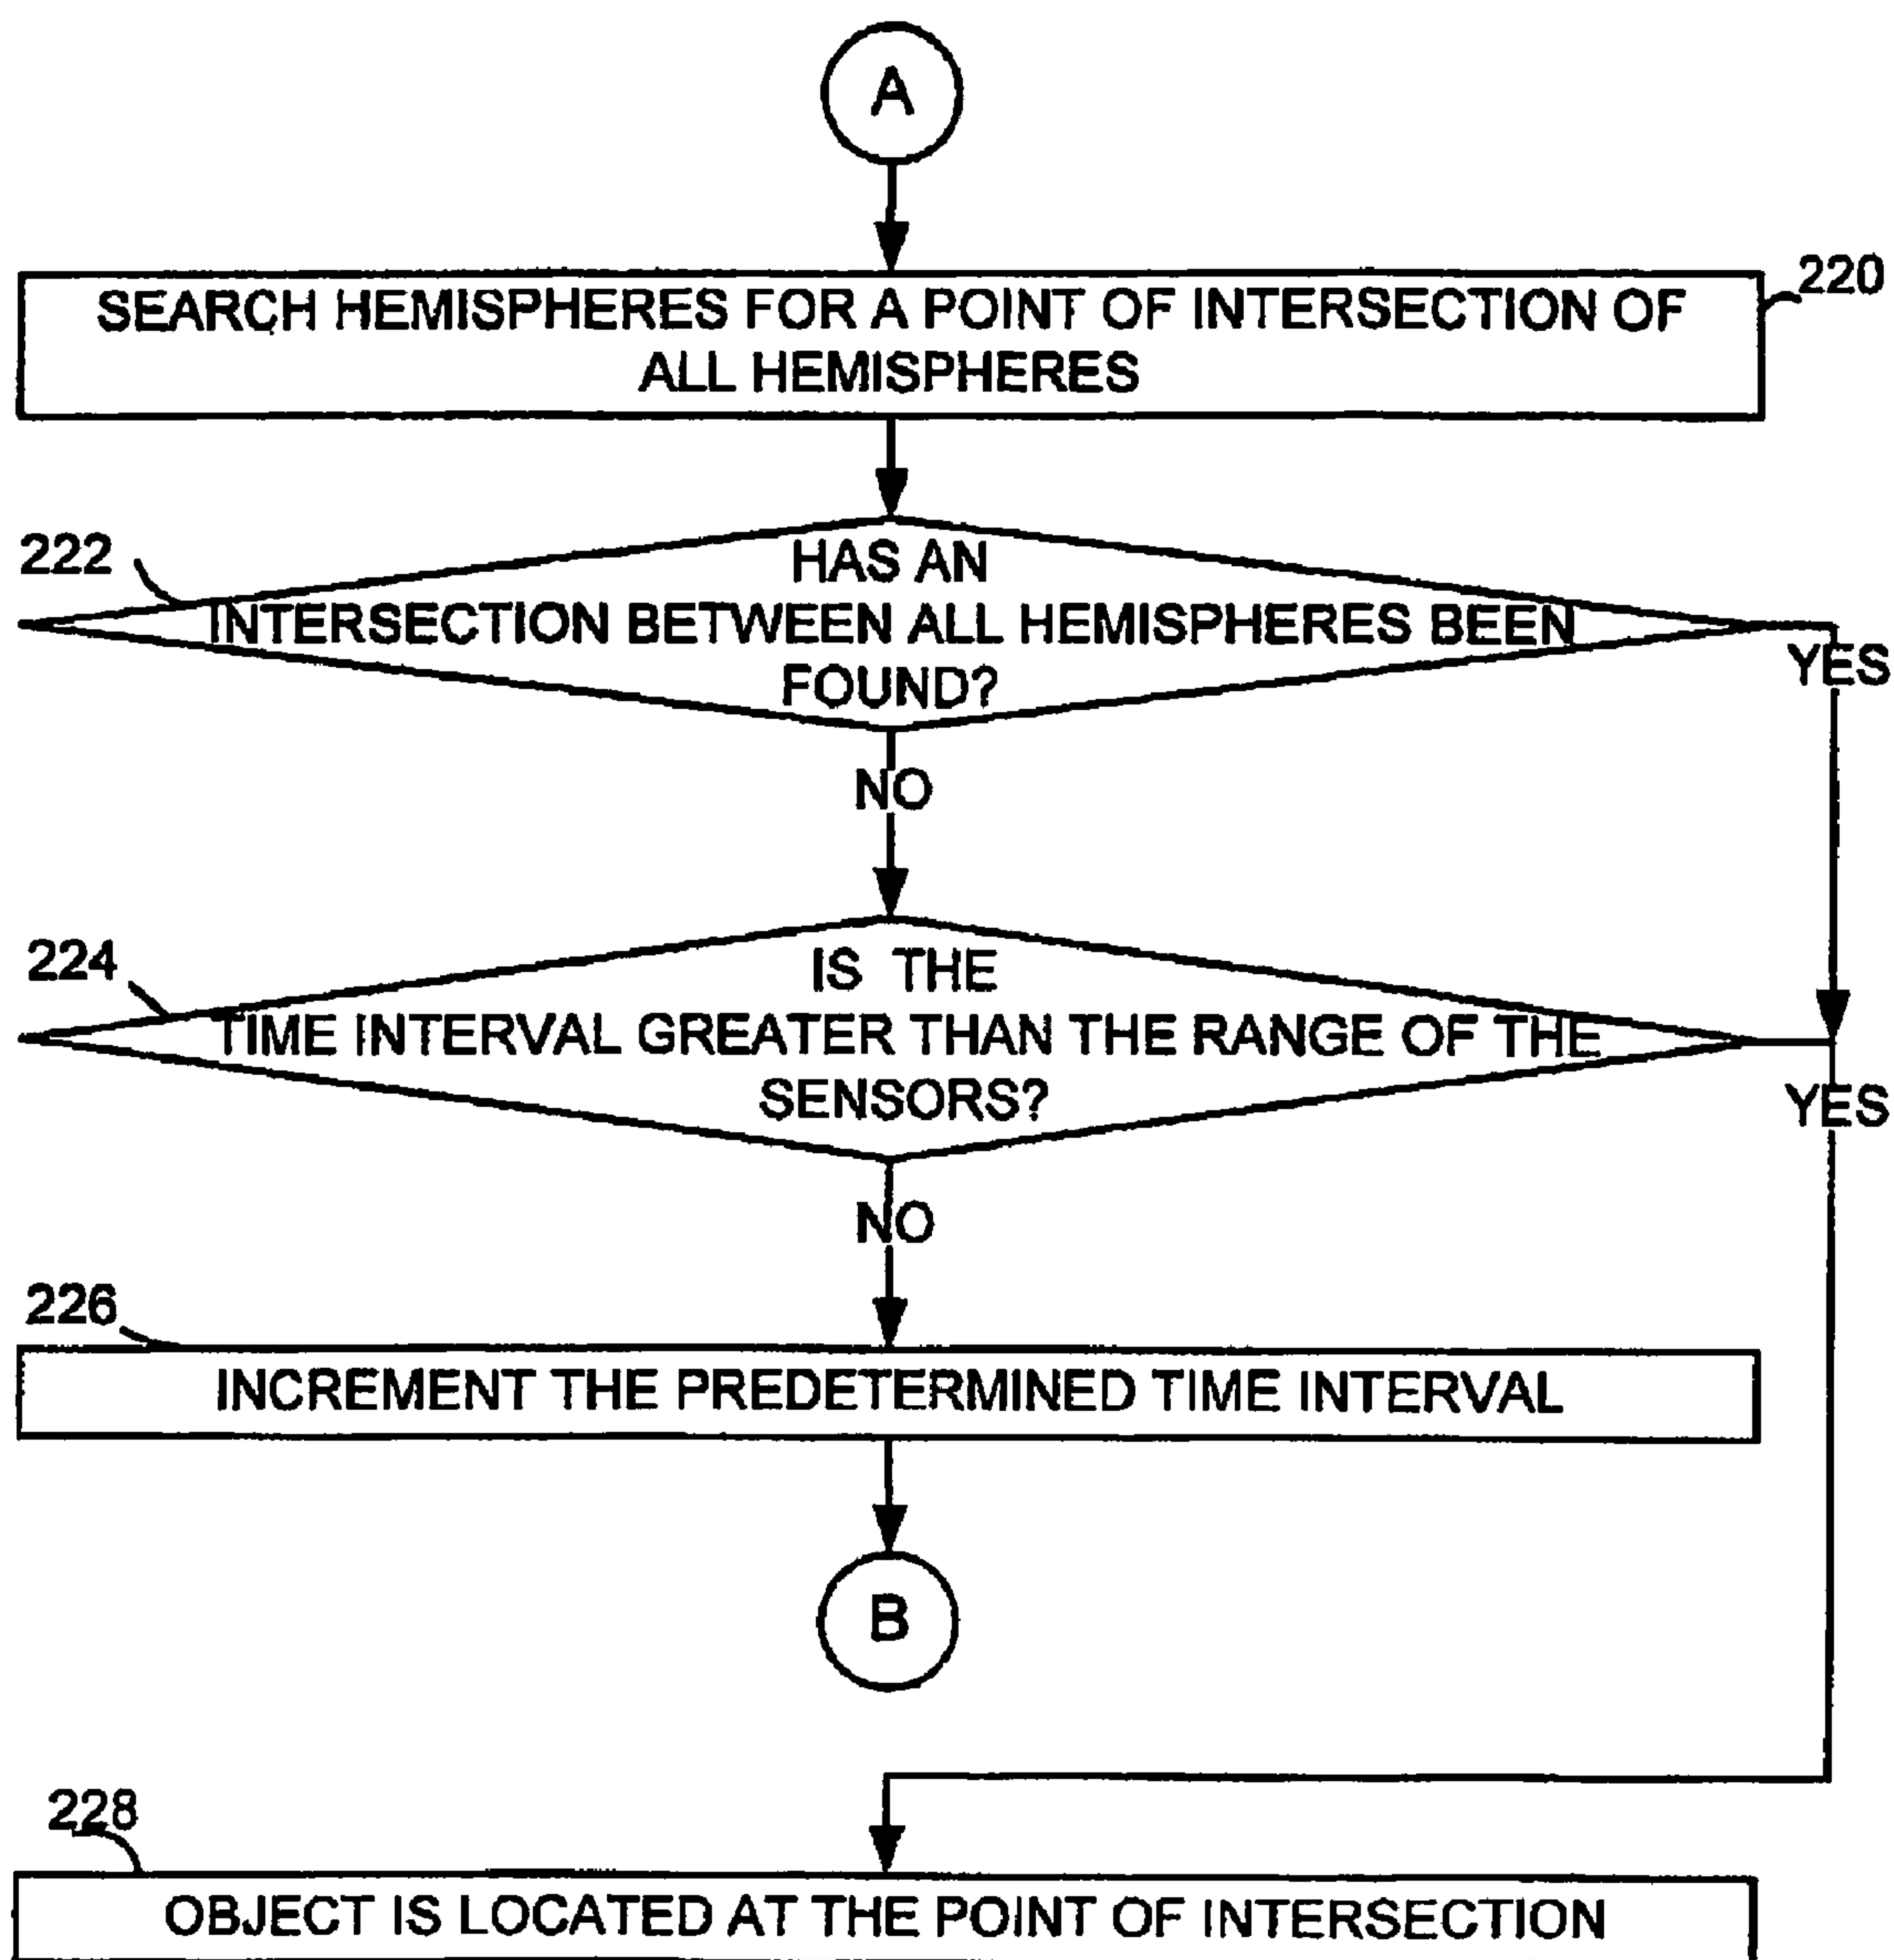 A
220
SEARCH HEMISPHERES FOR A POINT OF INTERSECTION OF
ALL HEMISPHERES
222
HAS AN
INTERSECTION BETWEEN ALL HEMISPHERES BEEN
FOUND?
YES
NO
224
IS THE
TIME INTERVAL GREATER THAN THE RANGE OF THE
SENSORS?
YES
NO
226
INCREMENT THE PREDETERMINED TIME INTERVAL
B
228
OBJECT IS LOCATED AT THE POINT OF INTERSECTION